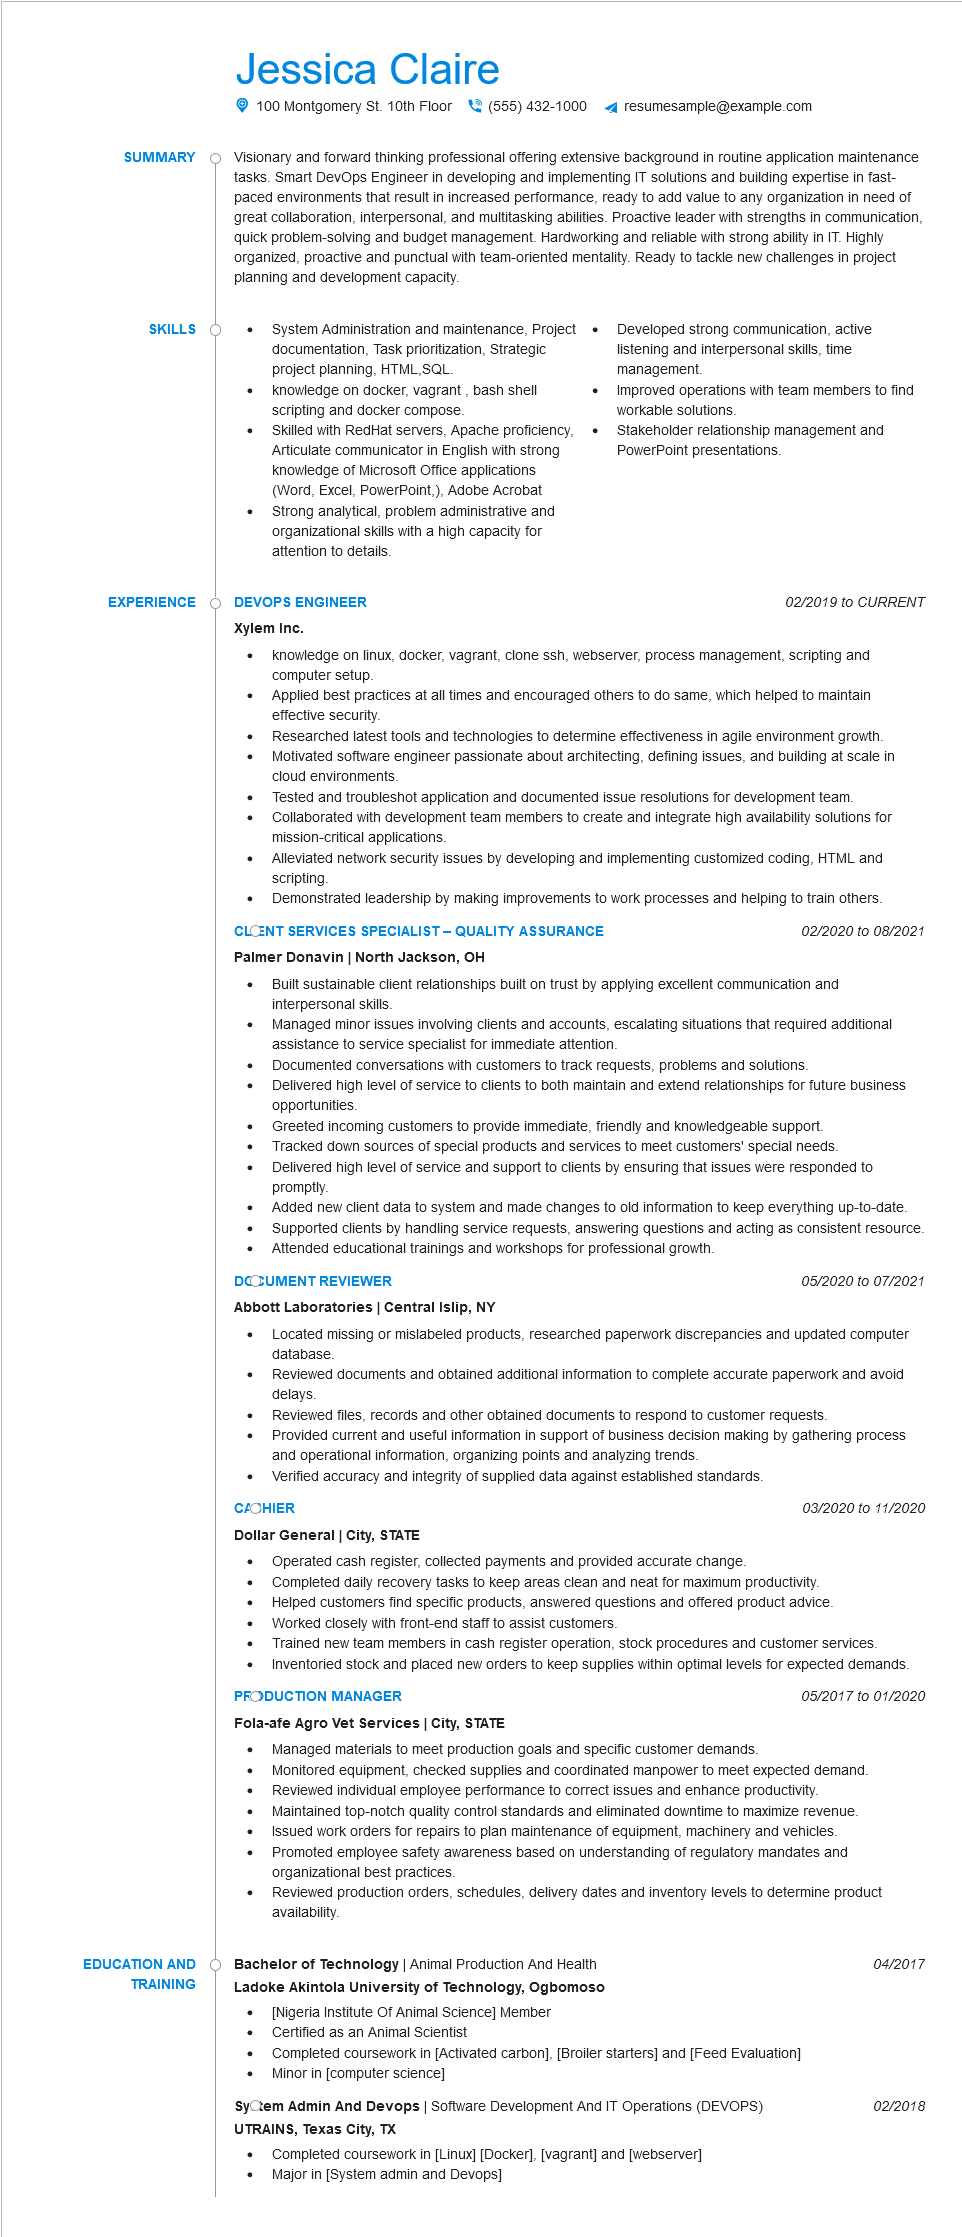 Jessica Claire
100 Montgomery St. 10th Floor (555) 432-1000 resumesample@example.com
SUMMARY
Visionary and forward thinking professional offering extensive background in routine application maintenance
tasks. Smart DevOps Engineer in developing and implementing IT solutions and building expertise in fast-
paced environments that result in increased performance, ready to add value to any organization in need of
great collaboration, interpersonal, and multitasking abilities. Proactive leader with strengths in communication,
quick problem-solving and budget management. Hardworking and reliable with strong ability in IT. Highly
organized, proactive and punctual with team-oriented mentality. Ready to tackle new challenges in project
planning and development capacity.
SKILLS
• System Administration and maintenance, Project
documentation, Task prioritization, Strategic
project planning, HTML,SQL.
• knowledge on docker, vagrant , bash shell
scripting and docker compose.
• Skilled with RedHat servers, Apache proficiency,
Articulate communicator in English with strong
knowledge of Microsoft Office applications
(Word, Excel, PowerPoint,), Adobe Acrobat
• Strong analytical, problem administrative and
organizational skills with a high capacity for
attention to details.
• Developed strong communication, active
listening and interpersonal skills, time
management.
• Improved operations with team members to find
workable solutions.
• Stakeholder relationship management and
PowerPoint presentations.
EXPERIENCE
DEVOPS ENGINEER 02/2019 to CURRENT
Xylem Inc.
• knowledge on linux, docker, vagrant, clone ssh, webserver, process management, scripting and
computer setup.
• Applied best practices at all times and encouraged others to do same, which helped to maintain
effective security.
• Researched latest tools and technologies to determine effectiveness in agile environment growth.
• Motivated software engineer passionate about architecting, defining issues, and building at scale in
cloud environments.
• Tested and troubleshot application and documented issue resolutions for development team.
• Collaborated with development team members to create and integrate high availability solutions for
mission-critical applications.
• Alleviated network security issues by developing and implementing customized coding, HTML and
scripting.
• Demonstrated leadership by making improvements to work processes and helping to train others.
CLIENT SERVICES SPECIALIST – QUALITY ASSURANCE 02/2020 to 08/2021
Palmer Donavin | North Jackson, OH
• Built sustainable client relationships built on trust by applying excellent communication and
interpersonal skills.
• Managed minor issues involving clients and accounts, escalating situations that required additional
assistance to service specialist for immediate attention.
• Documented conversations with customers to track requests, problems and solutions.
• Delivered high level of service to clients to both maintain and extend relationships for future business
opportunities.
• Greeted incoming customers to provide immediate, friendly and knowledgeable support.
• Tracked down sources of special products and services to meet customers' special needs.
• Delivered high level of service and support to clients by ensuring that issues were responded to
promptly.
• Added new client data to system and made changes to old information to keep everything up-to-date.
• Supported clients by handling service requests, answering questions and acting as consistent resource.
• Attended educational trainings and workshops for professional growth.
DOCUMENT REVIEWER 05/2020 to 07/2021
Abbott Laboratories | Central Islip, NY
• Located missing or mislabeled products, researched paperwork discrepancies and updated computer
database.
• Reviewed documents and obtained additional information to complete accurate paperwork and avoid
delays.
• Reviewed files, records and other obtained documents to respond to customer requests.
• Provided current and useful information in support of business decision making by gathering process
and operational information, organizing points and analyzing trends.
• Verified accuracy and integrity of supplied data against established standards.
CASHIER 03/2020 to 11/2020
Dollar General | City, STATE
• Operated cash register, collected payments and provided accurate change.
• Completed daily recovery tasks to keep areas clean and neat for maximum productivity.
• Helped customers find specific products, answered questions and offered product advice.
• Worked closely with front-end staff to assist customers.
• Trained new team members in cash register operation, stock procedures and customer services.
• Inventoried stock and placed new orders to keep supplies within optimal levels for expected demands.
PRODUCTION MANAGER 05/2017 to 01/2020
Fola-afe Agro Vet Services | City, STATE
• Managed materials to meet production goals and specific customer demands.
• Monitored equipment, checked supplies and coordinated manpower to meet expected demand.
• Reviewed individual employee performance to correct issues and enhance productivity.
• Maintained top-notch quality control standards and eliminated downtime to maximize revenue.
• Issued work orders for repairs to plan maintenance of equipment, machinery and vehicles.
• Promoted employee safety awareness based on understanding of regulatory mandates and
organizational best practices.
• Reviewed production orders, schedules, delivery dates and inventory levels to determine product
availability.
EDUCATION AND
TRAINING
Bachelor of Technology | Animal Production And Health 04/2017
Ladoke Akintola University of Technology, Ogbomoso
• [Nigeria Institute Of Animal Science] Member
• Certified as an Animal Scientist
• Completed coursework in [Activated carbon], [Broiler starters] and [Feed Evaluation]
• Minor in [computer science]
System Admin And Devops | Software Development And IT Operations (DEVOPS) 02/2018
UTRAINS, Texas City, TX
• Completed coursework in [Linux] [Docker], [vagrant] and [webserver]
• Major in [System admin and Devops]